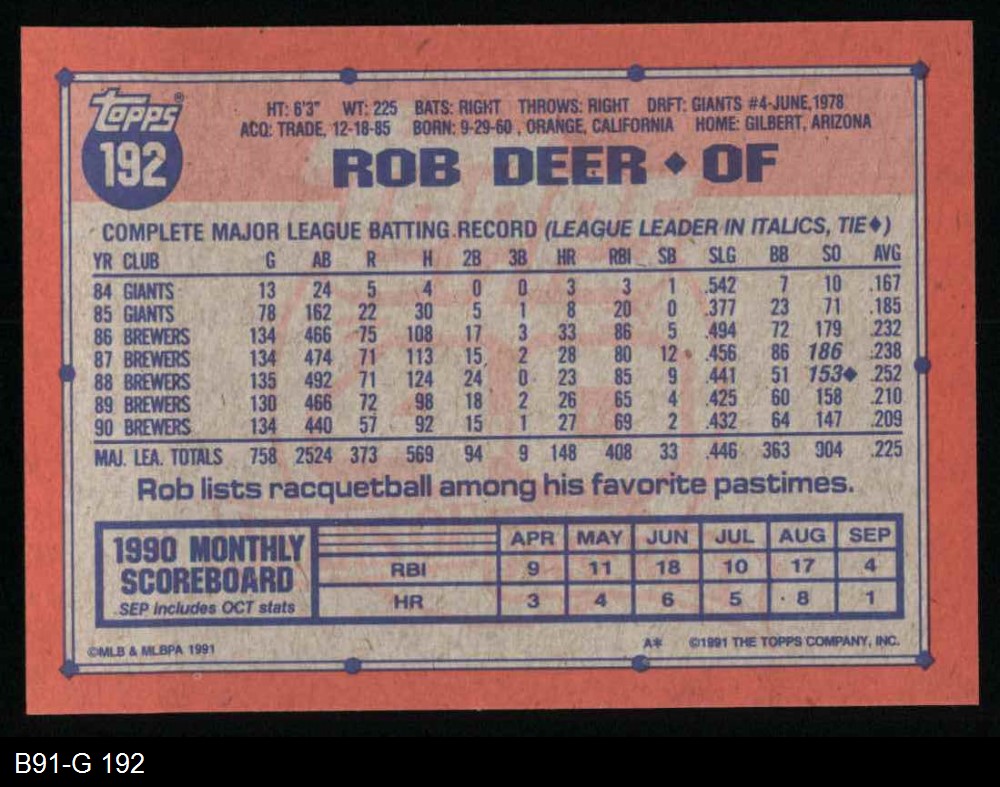 Topps®
192
HT: 6'3" WT: 225 BATS: RIGHT THROWS: RIGHT DRFT: GIANTS #4-JUNE, 1978
ACQ: TRADE, 12-18-85 BORN: 9-29-60, ORANGE, CALIFORNIA HOME: GILBERT, ARIZONA
ROB DEER ◆ OF
COMPLETE MAJOR LEAGUE BATTING RECORD (LEAGUE LEADER IN ITALICS, TIE◆)
YR CLUB G AB R H 2B 3B HR RBI SB SLG BB SO AVG
84 GIANTS 13 24 5 4 0 0 3 3 1 .542 7 10 .167
85 GIANTS 78 162 22 30 5 1 8 20 0 .377 23 71 .185
86 BREWERS 134 466 75 108 17 3 33 86 5 .494 72 179 .232
87 BREWERS 134 474 71 113 15 2 28 80 12 .456 86 186 .238
88 BREWERS 135 492 71 124 24 0 23 85 9 .441 51 153◆ .252
89 BREWERS 130 466 72 98 18 2 26 65 4 .425 60 158 .210
90 BREWERS 134 440 57 92 15 1 27 69 2 .432 64 147 .209
MAJ. LEA. TOTALS 758 2524 373 569 94 9 148 408 33 .446 363 904 .225
Rob lists racquetball among his favorite pastimes.
1990 MONTHLY SCOREBOARD
SEP includes OCT stats
APR MAY JUN JUL AUG SEP
RBI 9 11 18 10 17 4
HR 3 4 6 5 8 1
©MLB & MLBPA 1991
A* ©1991 THE TOPPS COMPANY, INC.
B91-G 192